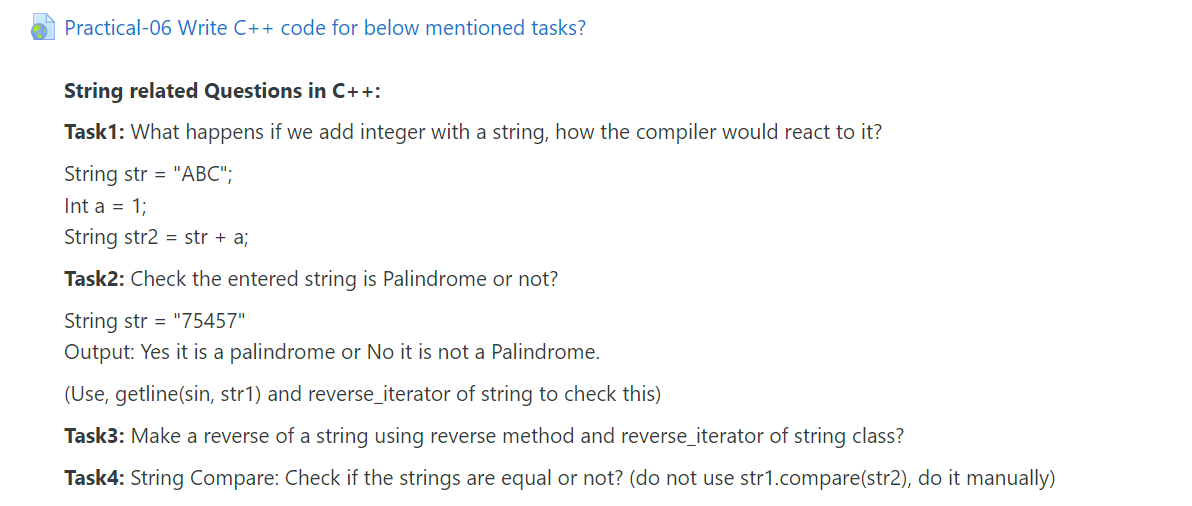 Practical-06 Write C++ code for below mentioned tasks?
String related Questions in C++:
Task1: What happens if we add integer with a string, how the compiler would react to it?
String str = "ABC";
Int a = 1;
String str2 = str + a;
Task2: Check the entered string is Palindrome or not?
String str = "75457"
Output: Yes it is a palindrome or No it is not a Palindrome.
(Use, getline(sin, str1) and reverse_iterator of string to check this)
Task3: Make a reverse of a string using reverse method and reverse_iterator of string class?
Task4: String Compare: Check if the strings are equal or not? (do not use str1.compare(str2), do it manually)